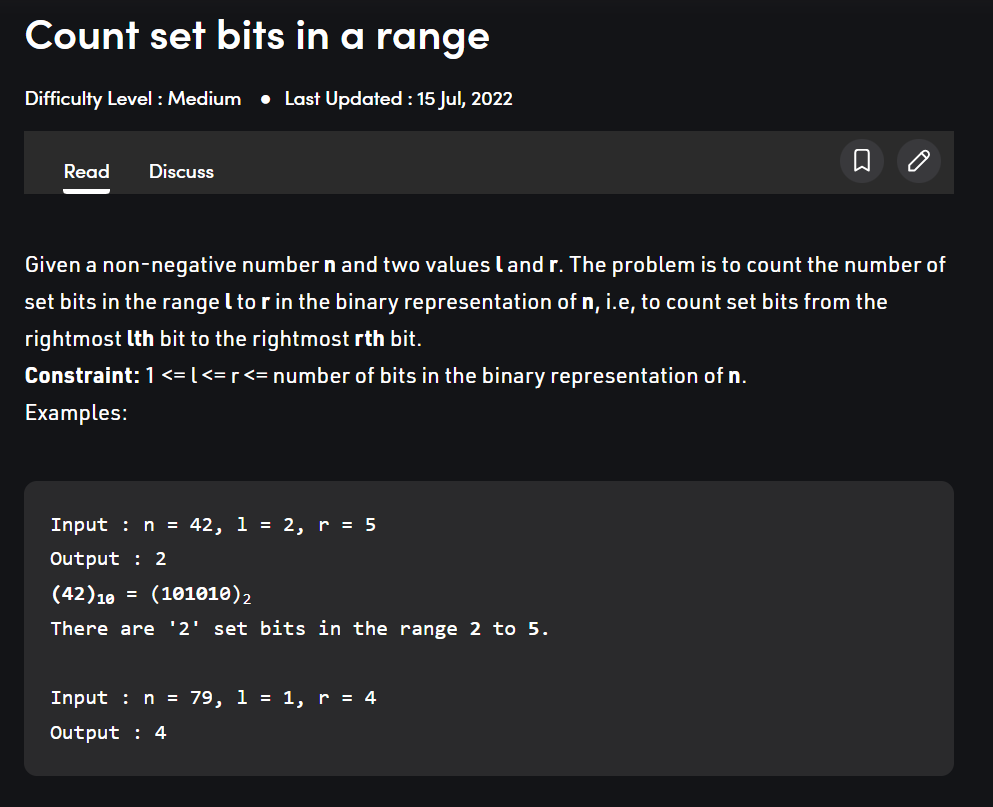 Count set bits in a range
Difficulty Level : Medium ● Last Updated : 15 Jul, 2022
Read Discuss
Given a non-negative number n and two values l and r. The problem is to count the number of
set bits in the range l to r in the binary representation of n, i.e, to count set bits from the
rightmost lth bit to the rightmost rth bit.
Constraint: 1 <= l <= r <= number of bits in the binary representation of n.
Examples:
Input : n = 42, l = 2, r = 5
Output : 2
(42)₁₀ = (101010)₂
There are '2' set bits in the range 2 to 5.
Input : n = 79, l = 1, r = 4
Output : 4